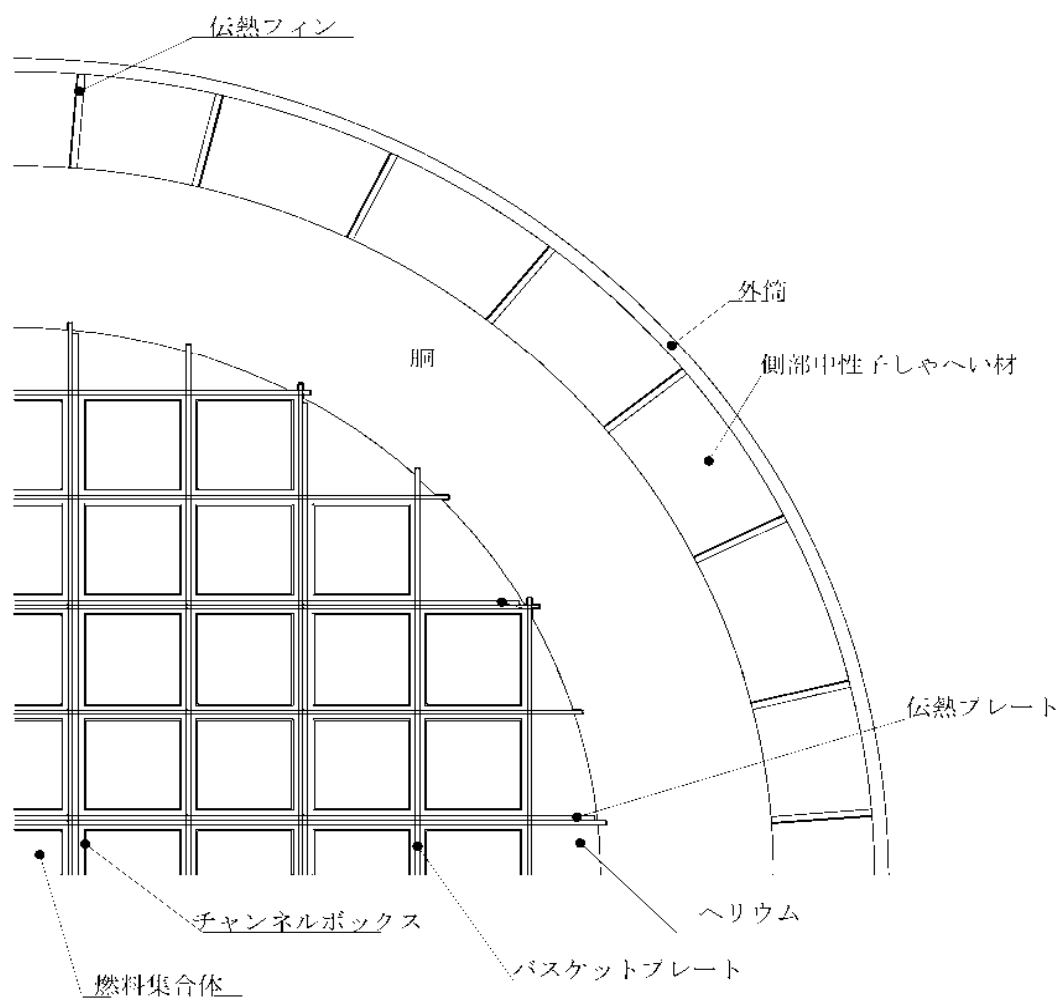 伝熱フィン
外筒
胴
側部中性子しゃへい材
伝熱プレート
ヘリウム
チャンネルボックス
バスケットプレート
燃料集合体